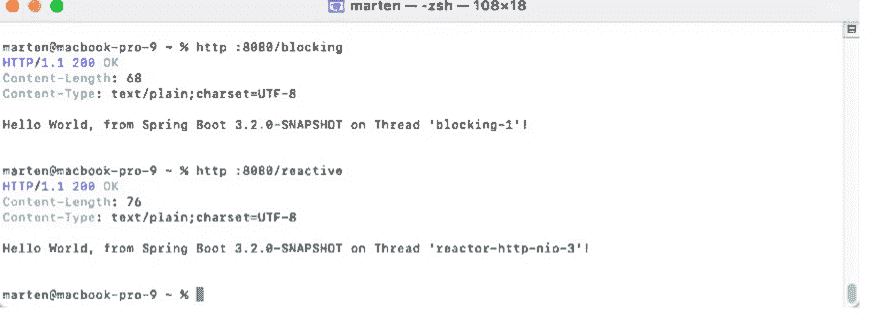 marten — -zsh — 108×18
marten@macbook-pro-9 ~ % http :8080/blocking
HTTP/1.1 200 OK
Content-Length: 68
Content-Type: text/plain;charset=UTF-8
Hello World, from Spring Boot 3.2.0-SNAPSHOT on Thread 'blocking-1'!
marten@macbook-pro-9 ~ % http :8080/reactive
HTTP/1.1 200 OK
Content-Length: 76
Content-Type: text/plain;charset=UTF-8
Hello World, from Spring Boot 3.2.0-SNAPSHOT on Thread 'reactor-http-nio-3'!
marten@macbook-pro-9 ~ %